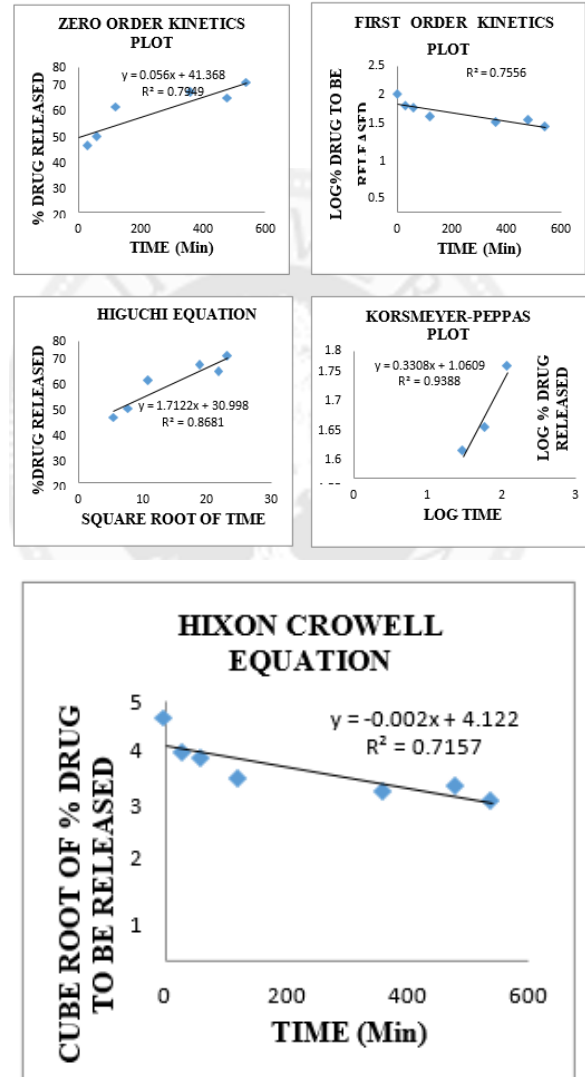 ZERO ORDER KINETICS
PLOT
80
70
60
50
40
30
20
y = 0.056x + 41.368
R² = 0.7949
0 200 400 600
% DRUG RELEASED
TIME (Min)
FIRST ORDER KINETICS
PLOT
2.5
2
1.5
1
0.5
R² = 0.7556
0 200 400 600
LOG% DRUG TO BE
RELEASED
TIME (Min)
HIGUCHI EQUATION
80
70
60
50
40
30
20
y = 1.7122x + 30.998
R² = 0.8681
0 10 20 30
%DRUG RELEASED
SQUARE ROOT OF TIME
KORSMEYER-PEPPAS
PLOT
1.8
1.75
1.7
1.65
1.6
y = 0.3308x + 1.0609
R² = 0.9388
0 1 2 3
LOG % DRUG
RELEASED
LOG TIME
HIXON CROWELL
EQUATION
5
4
3
2
1
y = -0.002x + 4.122
R² = 0.7157
0 200 400 600
CUBE ROOT OF % DRUG
TO BE RELEASED
TIME (Min)